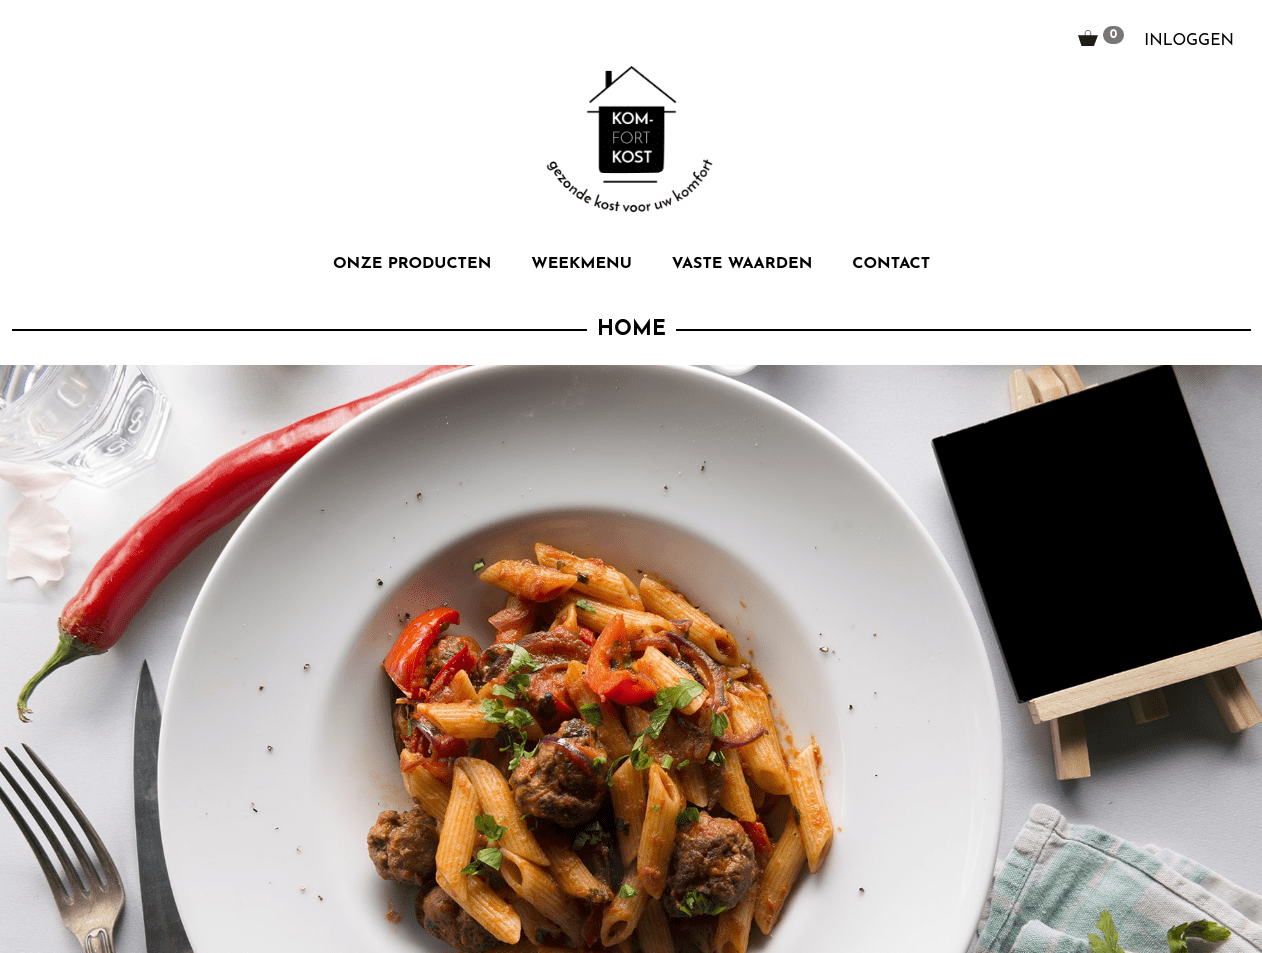 0 INLOGGEN
KOM-
FORT
KOST
gezonde kost voor uw komfort
ONZE PRODUCTEN WEEKMENU VASTE WAARDEN CONTACT
HOME